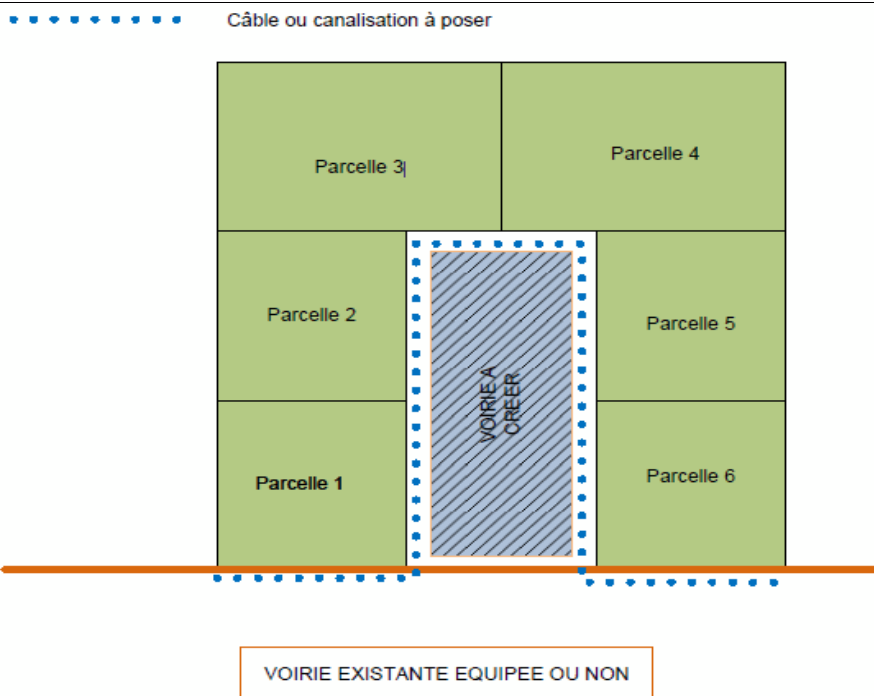 Câble ou canalisation à poser
Parcelle 3
Parcelle 4
Parcelle 2
Parcelle 5
VOIRIE A
CREER
Parcelle 1
Parcelle 6
VOIRIE EXISTANTE EQUIPEE OU NON